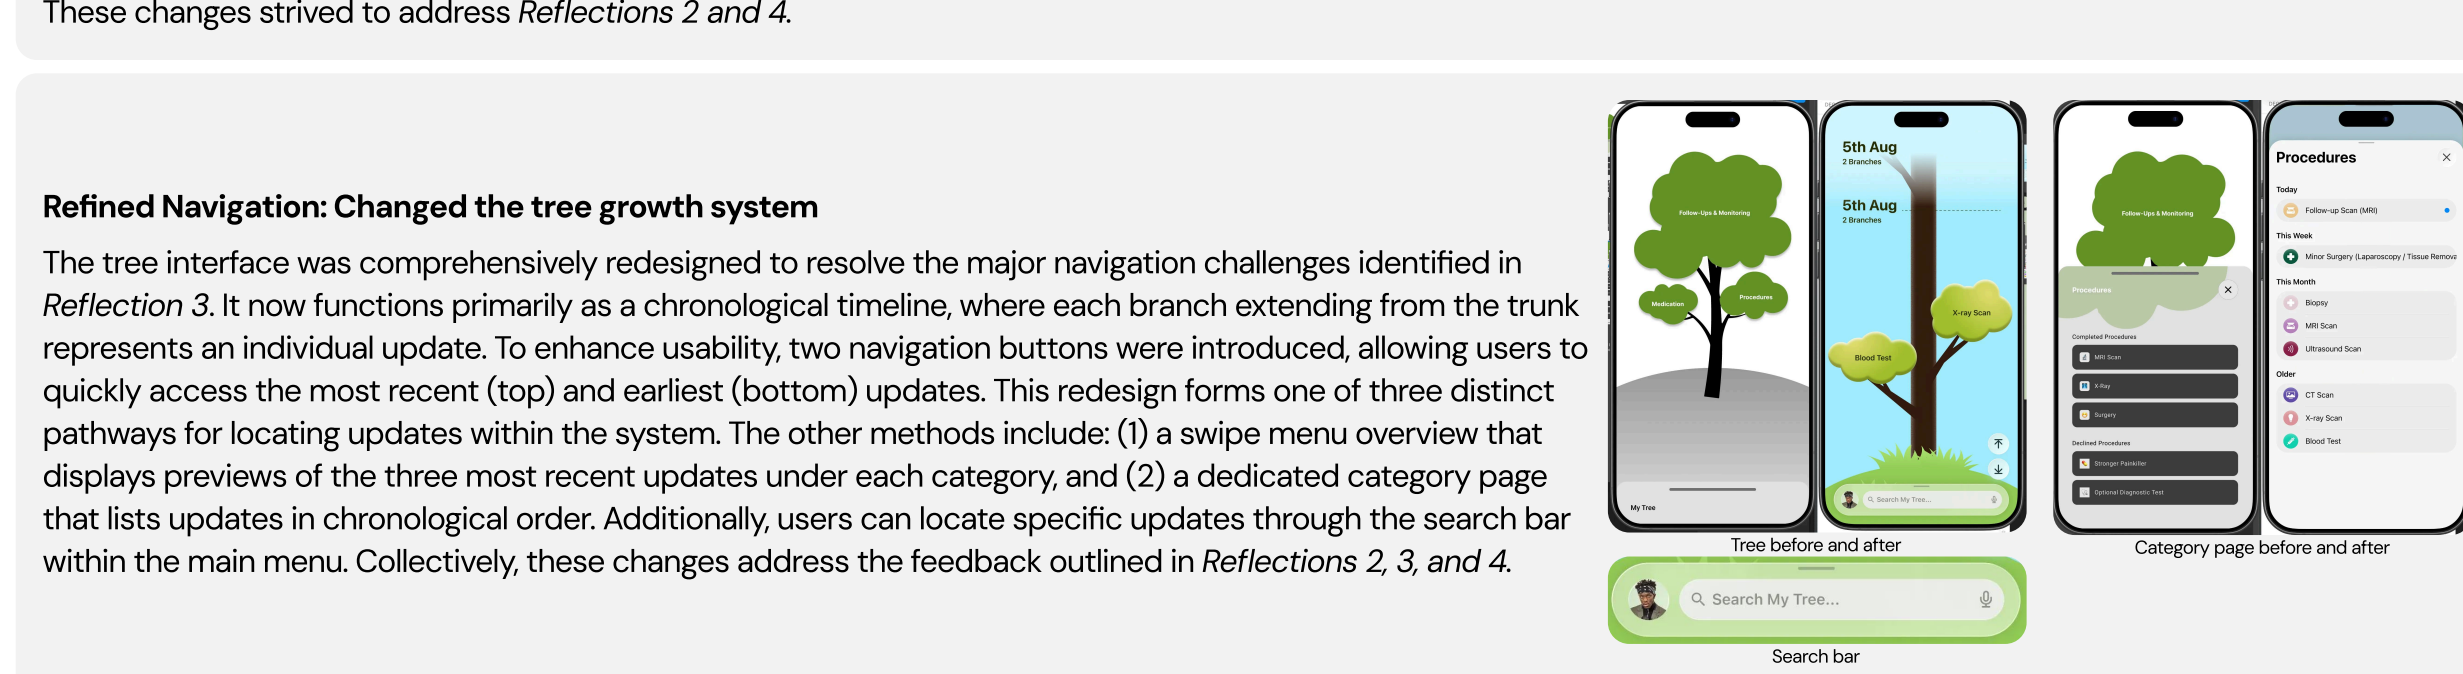 These changes strived to address Reflections 2 and 4.
Refined Navigation: Changed the tree growth system
The tree interface was comprehensively redesigned to resolve the major navigation challenges identified in
Reflection 3. It now functions primarily as a chronological timeline, where each branch extending from the trunk
represents an individual update. To enhance usability, two navigation buttons were introduced, allowing users to
quickly access the most recent (top) and earliest (bottom) updates. This redesign forms one of three distinct
pathways for locating updates within the system. The other methods include: (1) a swipe menu overview that
displays previews of the three most recent updates under each category, and (2) a dedicated category page
that lists updates in chronological order. Additionally, users can locate specific updates through the search bar
within the main menu. Collectively, these changes address the feedback outlined in Reflections 2, 3, and 4.
Follow-Ups & Monitoring
Medication
Procedures
My Tree
5th Aug
2 Branches
5th Aug
2 Branches
X-ray Scan
Blood Test
Search My Tree...
Tree before and after
Search My Tree...
Search bar
Follow-Ups & Monitoring
Procedures
Completed Procedures
MRI Scan
X-Ray
Surgery
Declined Procedures
Stronger Painkiller
Optional Diagnostic Test
Procedures
Today
Follow-up Scan (MRI)
This Week
Minor Surgery (Laparoscopy / Tissue Remova
This Month
Biopsy
MRI Scan
Ultrasound Scan
Older
CT Scan
X-ray Scan
Blood Test
Category page before and after